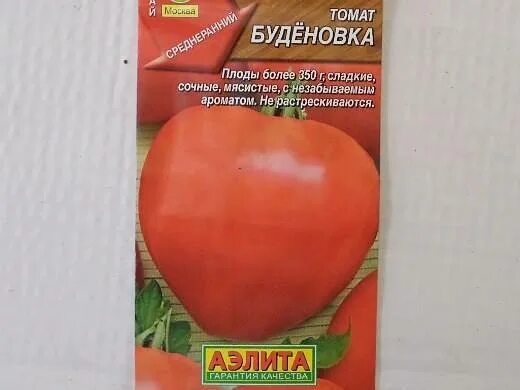 Москва
СРЕДНЕРАННИЙ
ТОМАТ
БУДЁНОВКА
Плоды более 350 г, сладкие,
сочные, мясистые, с незабываемым
ароматом. Не растрескиваются.
АЭЛИТА
ГАРАНТИЯ КАЧЕСТВА